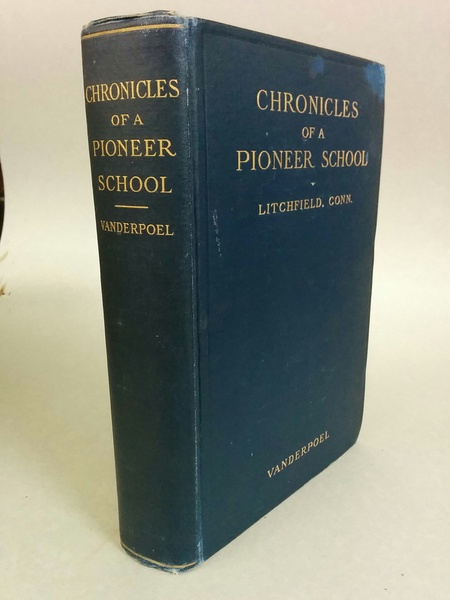 CHRONICLES
OF A
PIONEER
SCHOOL
VANDERPOEL
CHRONICLES
OF A
PIONEER SCHOOL
LITCHFIELD, CONN.
VANDERPOEL